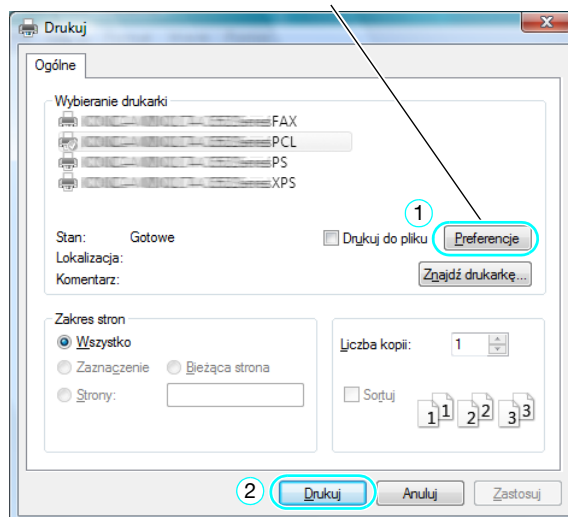 Drukuj
Ogólne
Wybieranie drukarki
FAX
PCL
PS
XPS
1
Stan: Gotowe
Drukuj do pliku
Preferencje
Lokalizacja:
Komentarz:
Znajdź drukarkę...
Zakres stron
Wszystko
Liczba kopii: 1
Zaznaczenie Bieżąca strona
Strony:
Sortuj
1 1 2 2 3 3
2
Drukuj Anuluj Zastosuj